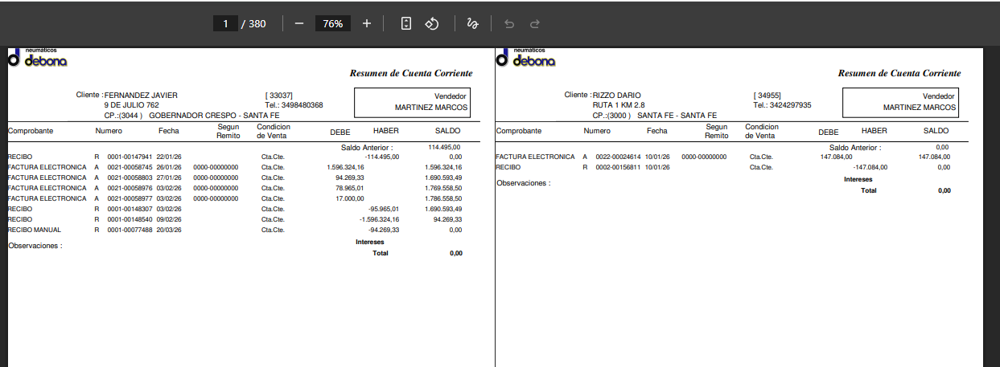 1 / 380 76%
neumáticos
debona
Resumen de Cuenta Corriente
Cliente : FERNANDEZ JAVIER [ 33037]
9 DE JULIO 762 Tel.: 3498480368
CP.:(3044 ) GOBERNADOR CRESPO - SANTA FE
Vendedor
MARTINEZ MARCOS
Comprobante Numero Fecha Segun Remito Condicion de Venta DEBE HABER SALDO
Saldo Anterior : 114.495,00
RECIBO R 0001-00147941 22/01/26 Cta.Cte. -114.495,00 0,00
FACTURA ELECTRONICA A 0021-00058745 26/01/26 0000-00000000 Cta.Cte. 1.596.324,16 1.596.324,16
FACTURA ELECTRONICA A 0021-00058803 27/01/26 0000-00000000 Cta.Cte. 94.269,33 1.690.593,49
FACTURA ELECTRONICA A 0021-00058976 03/02/26 0000-00000000 Cta.Cte. 78.965,01 1.769.558,50
FACTURA ELECTRONICA A 0021-00058977 03/02/26 0000-00000000 Cta.Cte. 17.000,00 1.786.558,50
RECIBO R 0001-00148307 03/02/26 Cta.Cte. -95.965,01 1.690.593,49
RECIBO R 0001-00148540 09/02/26 Cta.Cte. -1.596.324,16 94.269,33
RECIBO MANUAL R 0001-00077488 20/03/26 Cta.Cte. -94.269,33 0,00
Observaciones :
Intereses
Total 0,00
neumáticos
debona
Resumen de Cuenta Corriente
Cliente : RIZZO DARIO [ 34955]
RUTA 1 KM 2.8 Tel.: 3424297935
CP.:(3000 ) SANTA FE - SANTA FE
Vendedor
MARTINEZ MARCOS
Comprobante Numero Fecha Segun Remito Condicion de Venta DEBE HABER SALDO
Saldo Anterior : 0,00
FACTURA ELECTRONICA A 0022-00024614 10/01/26 0000-00000000 Cta.Cte. 147.084,00 147.084,00
RECIBO R 0002-00156811 10/01/26 Cta.Cte. -147.084,00 0,00
Observaciones :
Intereses
Total 0,00